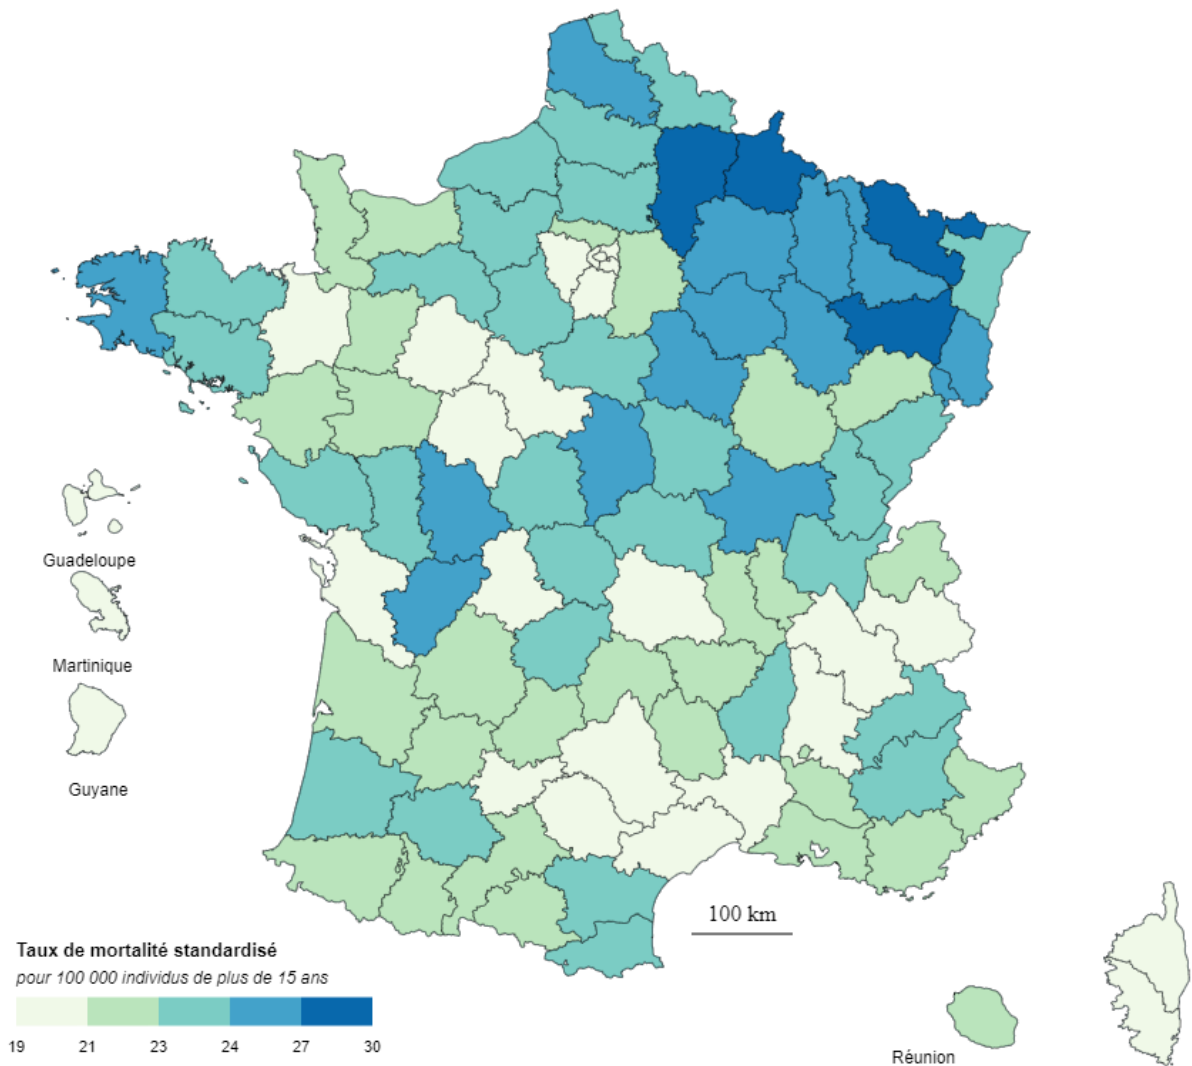 Guadeloupe
Martinique
Guyane
100 km
Taux de mortalité standardisé
pour 100 000 individus de plus de 15 ans
19 21 23 24 27 30
Réunion